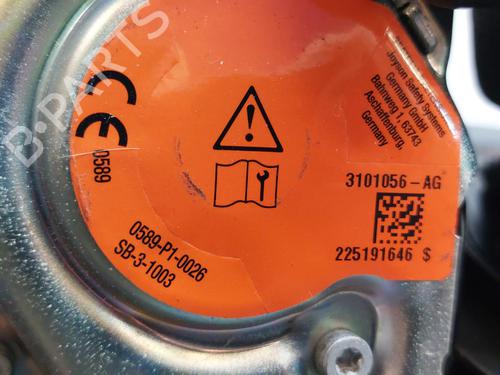 B-PARTS
Joyson Safety Systems
Germany GmbH
Bahnweg 1, 63743
Aschaffenburg,
Germany
CE
0589
3101056-AG
225191646 $
0589-P1-0026
SB-3-1003